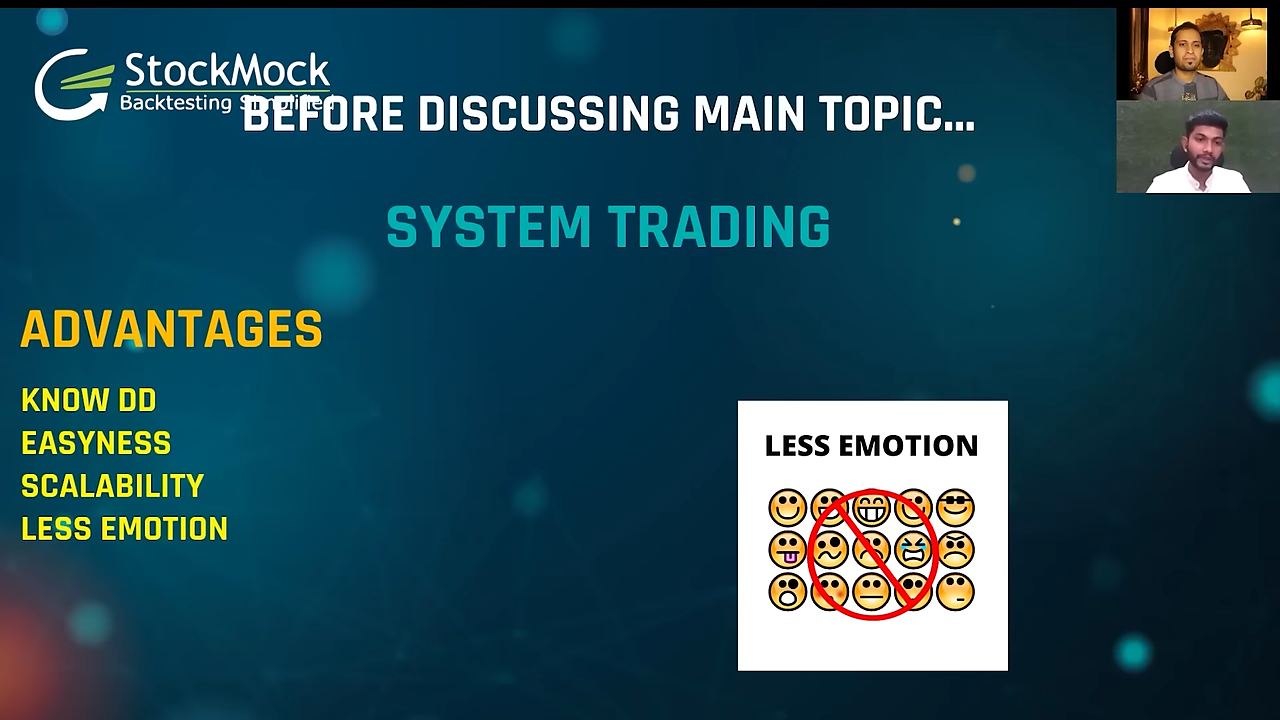 StockMock
Backtesting Simplified
BEFORE DISCUSSING MAIN TOPIC...
SYSTEM TRADING
ADVANTAGES
KNOW DD
EASYNESS
SCALABILITY
LESS EMOTION
LESS EMOTION